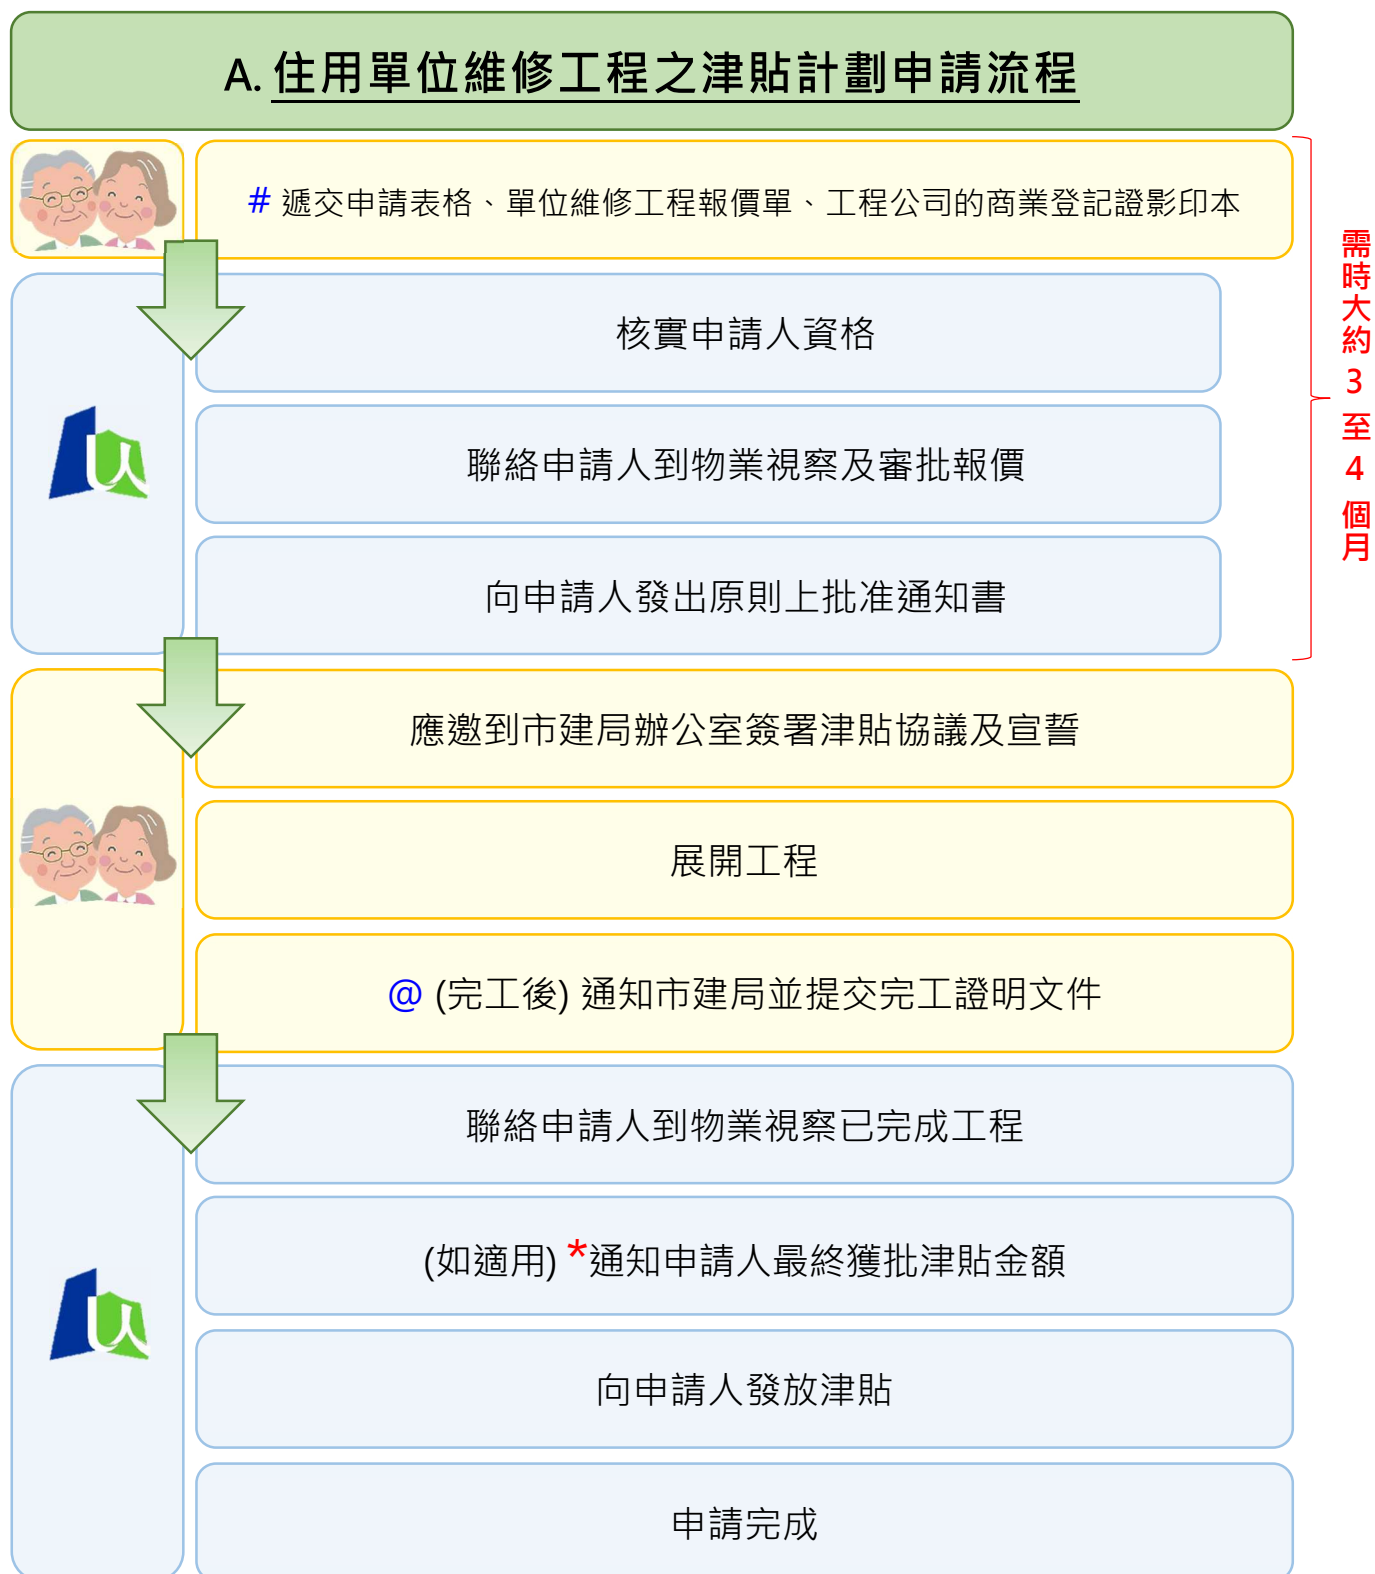 A. 住用單位維修工程之津貼計劃申請流程
# 遞交申請表格、單位維修工程報價單、工程公司的商業登記證影印本
核實申請人資格
聯絡申請人到物業視察及審批報價
向申請人發出原則上批准通知書
需時大約3至4個月
應邀到市建局辦公室簽署津貼協議及宣誓
展開工程
@ (完工後) 通知市建局並提交完工證明文件
聯絡申請人到物業視察已完成工程
(如適用) *通知申請人最終獲批津貼金額
向申請人發放津貼
申請完成